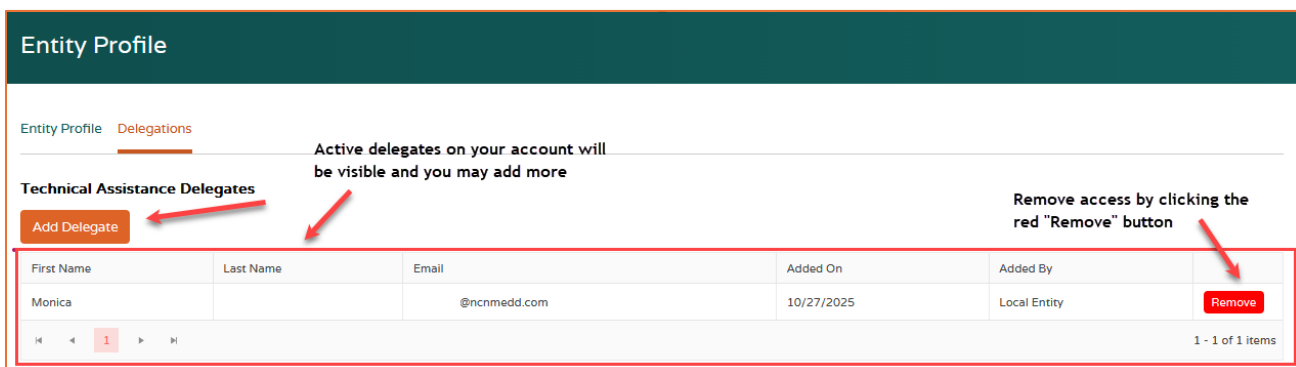 Entity Profile
Entity Profile Delegations
Active delegates on your account will
be visible and you may add more
Technical Assistance Delegates
Remove access by clicking the
red "Remove" button
Add Delegate
First Name Last Name Email Added On Added By
Monica @ncnmedd.com 10/27/2025 Local Entity Remove
1 1 - 1 of 1 items